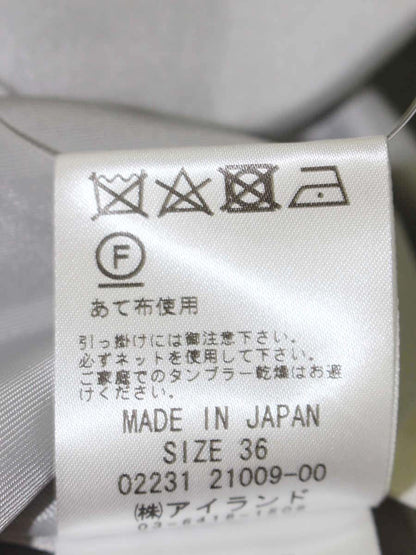 F
あて布使用
引っ掛けには御注意下さい。
必ずネットを使用して下さい。
ご家庭でのタンブラー乾燥はお避
けください。
MADE IN JAPAN
SIZE 36
02231 21009-00
(株)アイランド